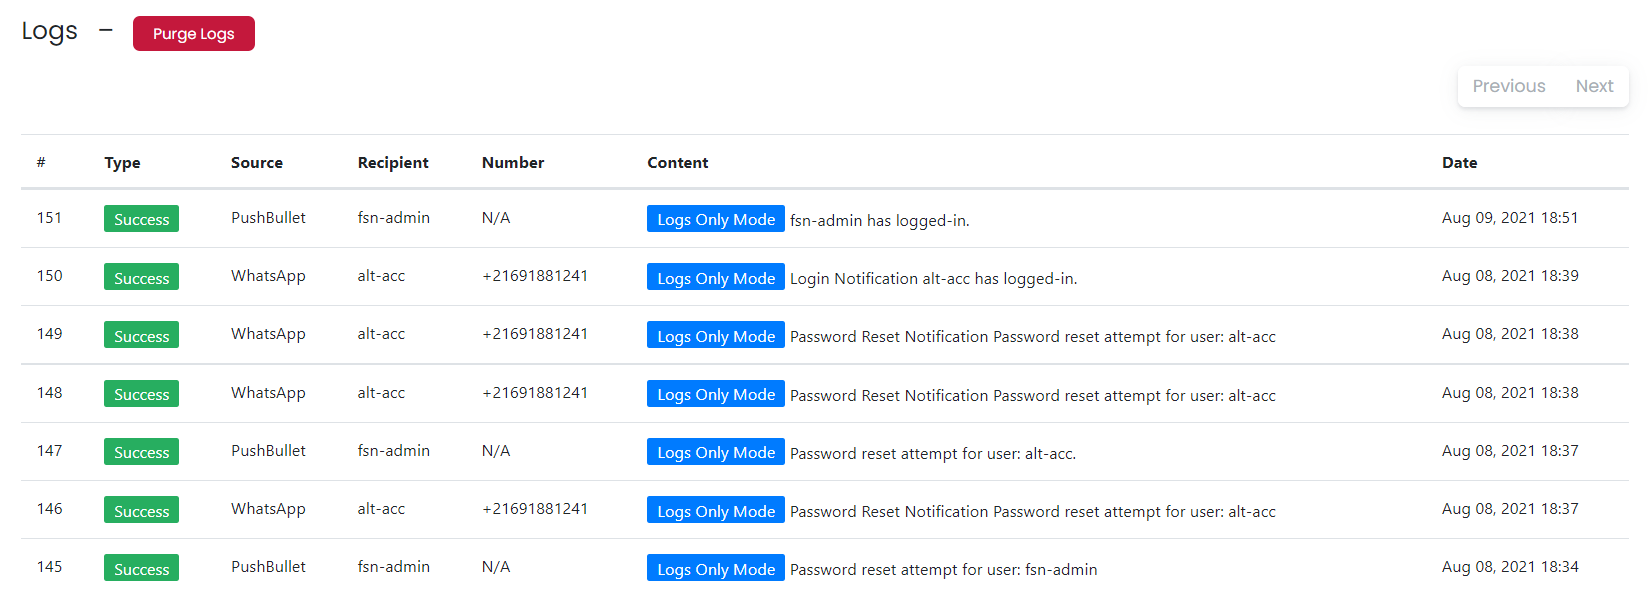 Logs – Purge Logs
Previous Next
# Type Source Recipient Number Content Date
151 Success PushBullet fsn-admin N/A Logs Only Mode fsn-admin has logged-in. Aug 09, 2021 18:51
150 Success WhatsApp alt-acc +21691881241 Logs Only Mode Login Notification alt-acc has logged-in. Aug 08, 2021 18:39
149 Success WhatsApp alt-acc +21691881241 Logs Only Mode Password Reset Notification Password reset attempt for user: alt-acc Aug 08, 2021 18:38
148 Success WhatsApp alt-acc +21691881241 Logs Only Mode Password Reset Notification Password reset attempt for user: alt-acc Aug 08, 2021 18:38
147 Success PushBullet fsn-admin N/A Logs Only Mode Password reset attempt for user: alt-acc. Aug 08, 2021 18:37
146 Success WhatsApp alt-acc +21691881241 Logs Only Mode Password Reset Notification Password reset attempt for user: alt-acc Aug 08, 2021 18:37
145 Success PushBullet fsn-admin N/A Logs Only Mode Password reset attempt for user: fsn-admin Aug 08, 2021 18:34